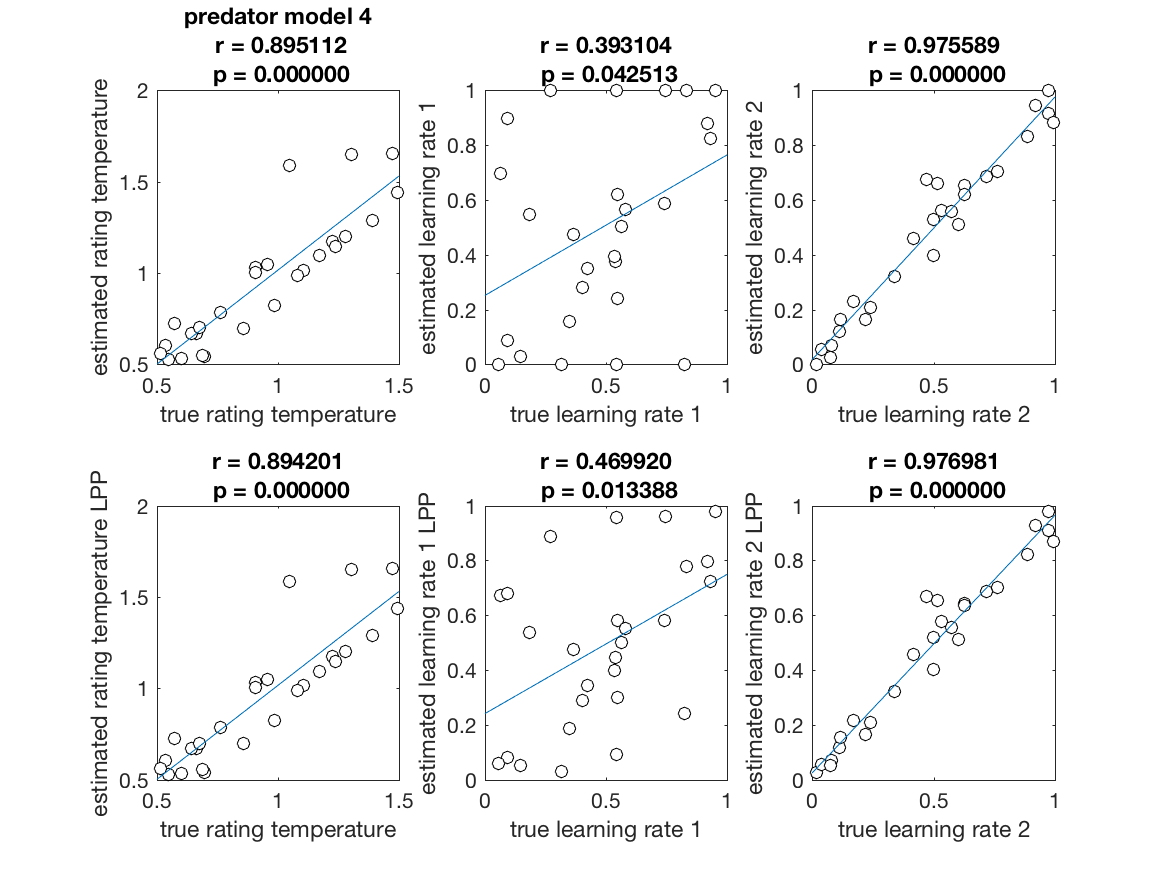 predator model 4
r = 0.895112
p = 0.000000
r = 0.393104
p = 0.042513
r = 0.975589
p = 0.000000
estimated rating temperature
2
1.5
1
0.5
0.5
1
1.5
true rating temperature
estimated learning rate 1
1
0.8
0.6
0.4
0.2
0
0
0.5
1
true learning rate 1
estimated learning rate 2
1
0.8
0.6
0.4
0.2
0
0
0.5
1
true learning rate 2
r = 0.894201
p = 0.000000
r = 0.469920
p = 0.013388
r = 0.976981
p = 0.000000
estimated rating temperature LPP
2
1.5
1
0.5
0.5
1
1.5
true rating temperature
estimated learning rate 1 LPP
1
0.8
0.6
0.4
0.2
0
0
0.5
1
true learning rate 1
estimated learning rate 2 LPP
1
0.8
0.6
0.4
0.2
0
0
0.5
1
true learning rate 2